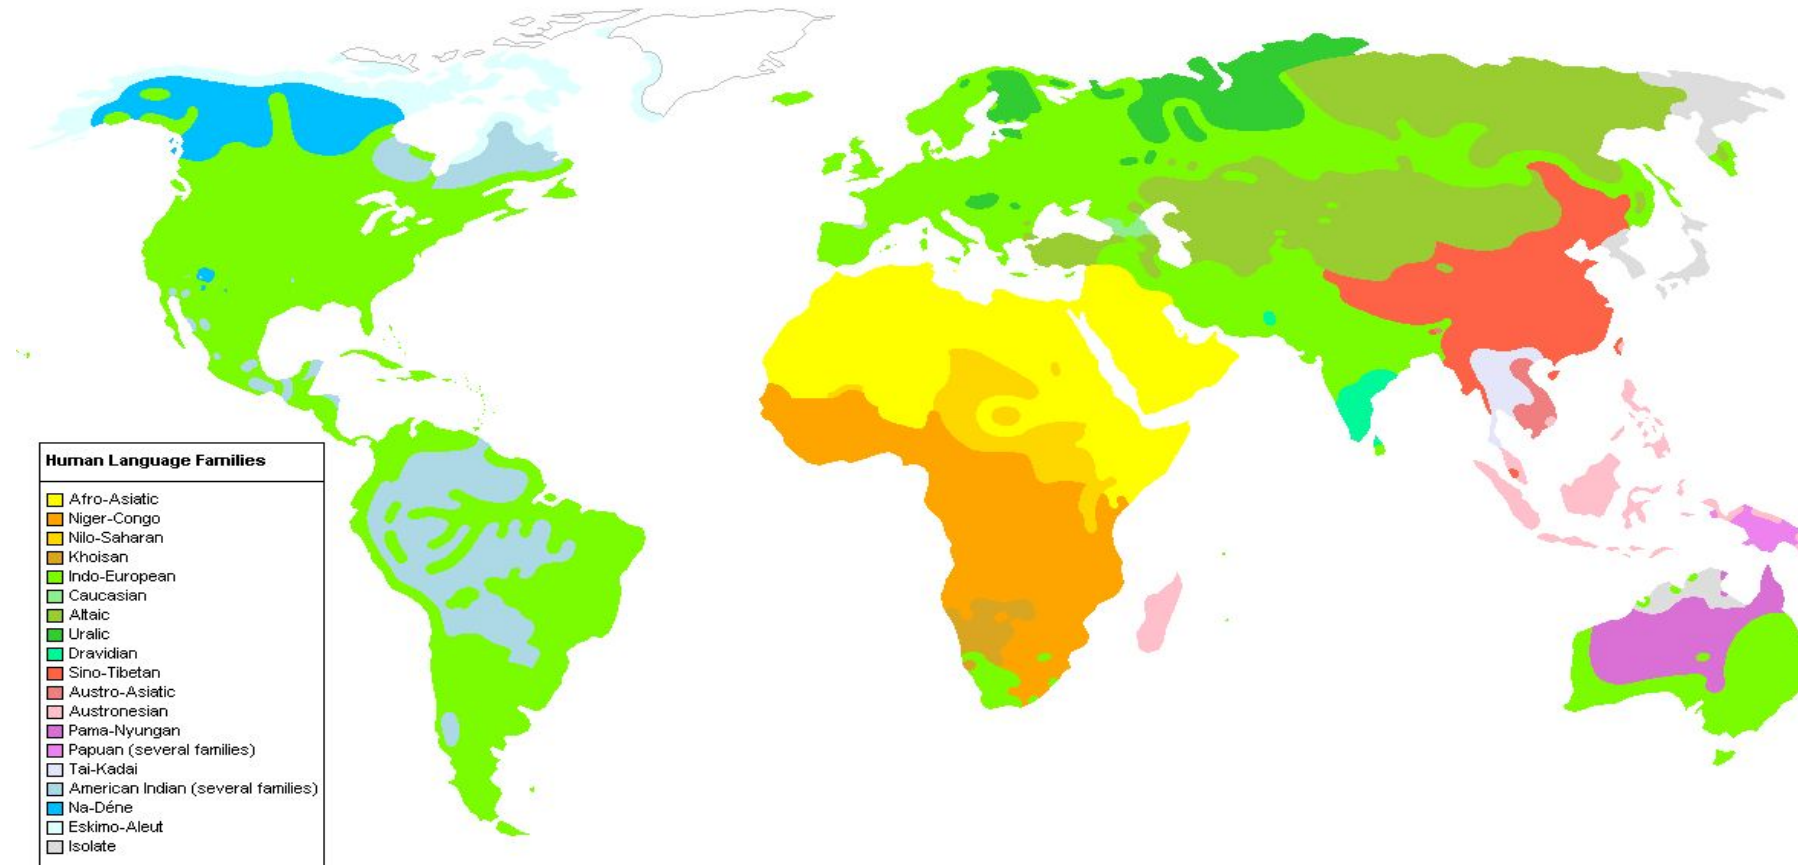 Human Language Families
Afro-Asiatic
Niger-Congo
Nilo-Saharan
Khoisan
Indo-European
Caucasian
Altaic
Uralic
Dravidian
Sino-Tibetan
Austro-Asiatic
Austronesian
Pama-Nyungan
Papuan (several families)
Tai-Kadai
American Indian (several families)
Na-Déne
Eskimo-Aleut
Isolate